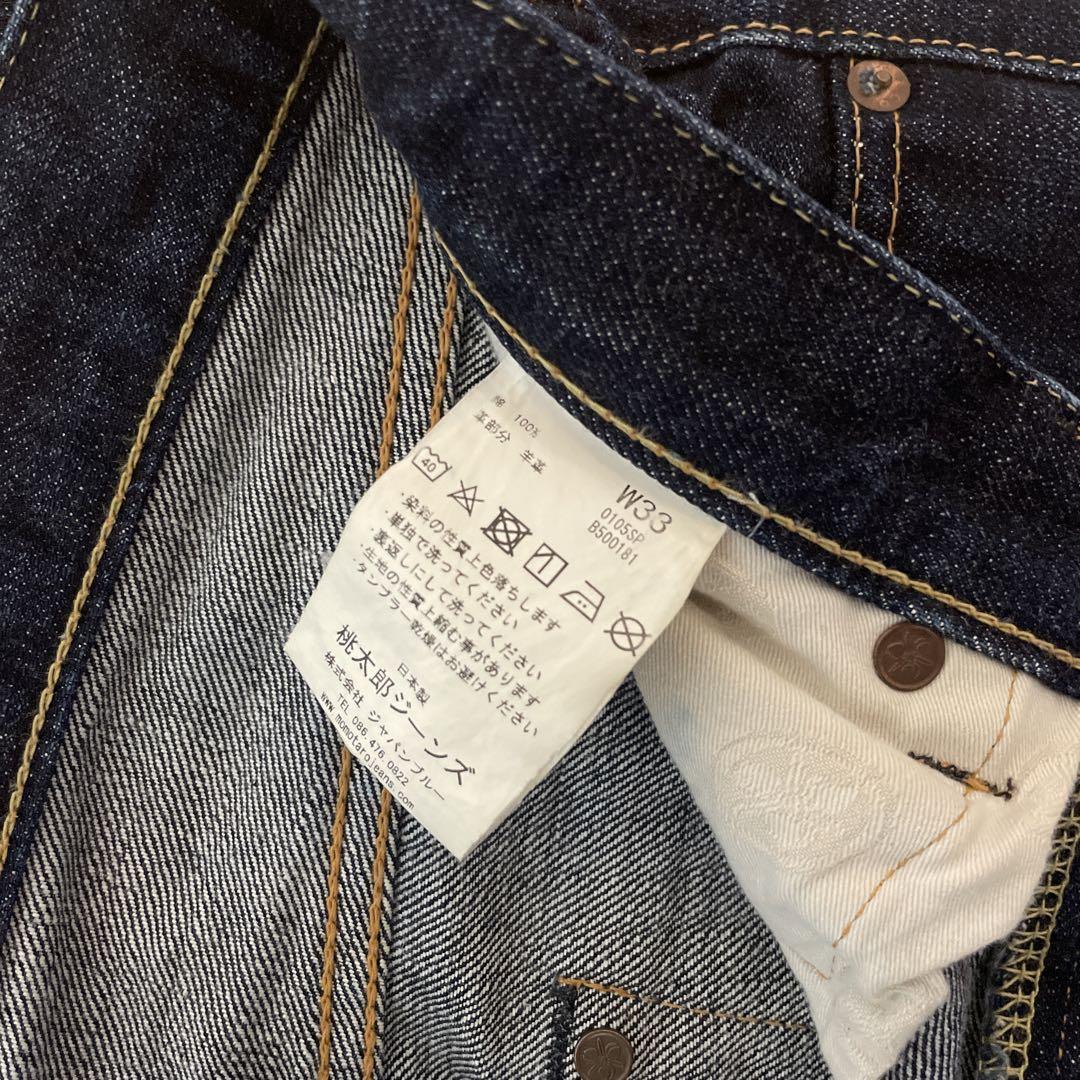 綿 100%
革部分 羊革
W33
0105SP
B500181
40
・染料の性質上色落ちします
・単独で洗ってください
・裏返しにして洗ってください
・生地の性質上縮む事があります
・タンブラー乾燥はお避けください
日本製
桃太郎ジーンズ
株式会社 ジャパンブルー
TEL 086.476.0822
www.momotarojeans.com